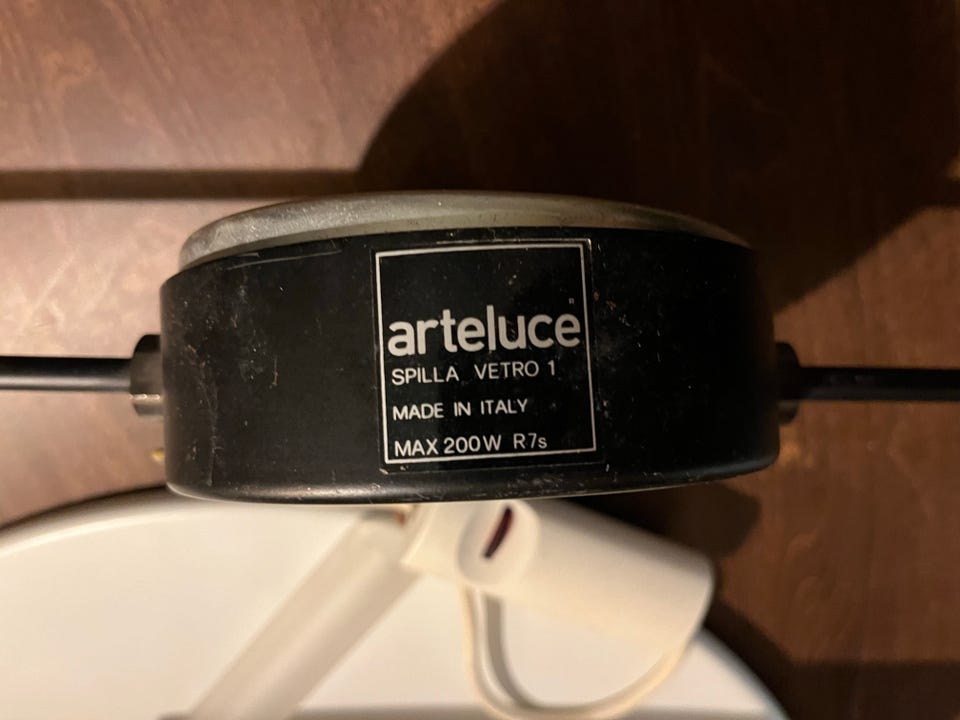 arteluce
SPILLA VETRO 1
MADE IN ITALY
MAX 200W R7s